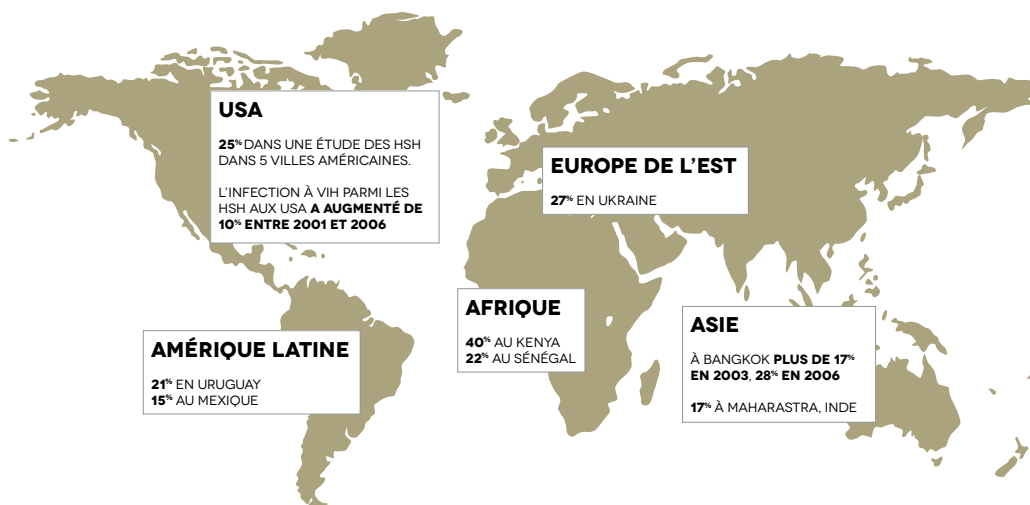 USA
25% DANS UNE ÉTUDE DES HSH
DANS 5 VILLES AMÉRICAINES.
L'INFECTION À VIH PARMI LES
HSH AUX USA A AUGMENTÉ DE
10% ENTRE 2001 ET 2006
EUROPE DE L'EST
27% EN UKRAINE
AFRIQUE
40% AU KENYA
22% AU SÉNÉGAL
ASIE
À BANGKOK PLUS DE 17%
EN 2003, 28% EN 2006
17% À MAHARASTRA, INDE
AMÉRIQUE LATINE
21% EN URUGUAY
15% AU MEXIQUE